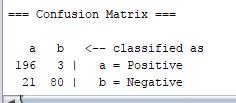 === Confusion Matrix ===
a b <-- classified as
196 3 | a = Positive
21 80 | b = Negative